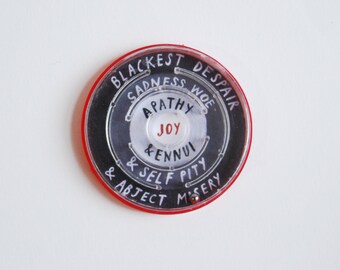 BLACKEST DESPAIR
& ABJECT MISERY
SADNESS WOE
& SELF PITY
APATHY
& ENNUI
JOY